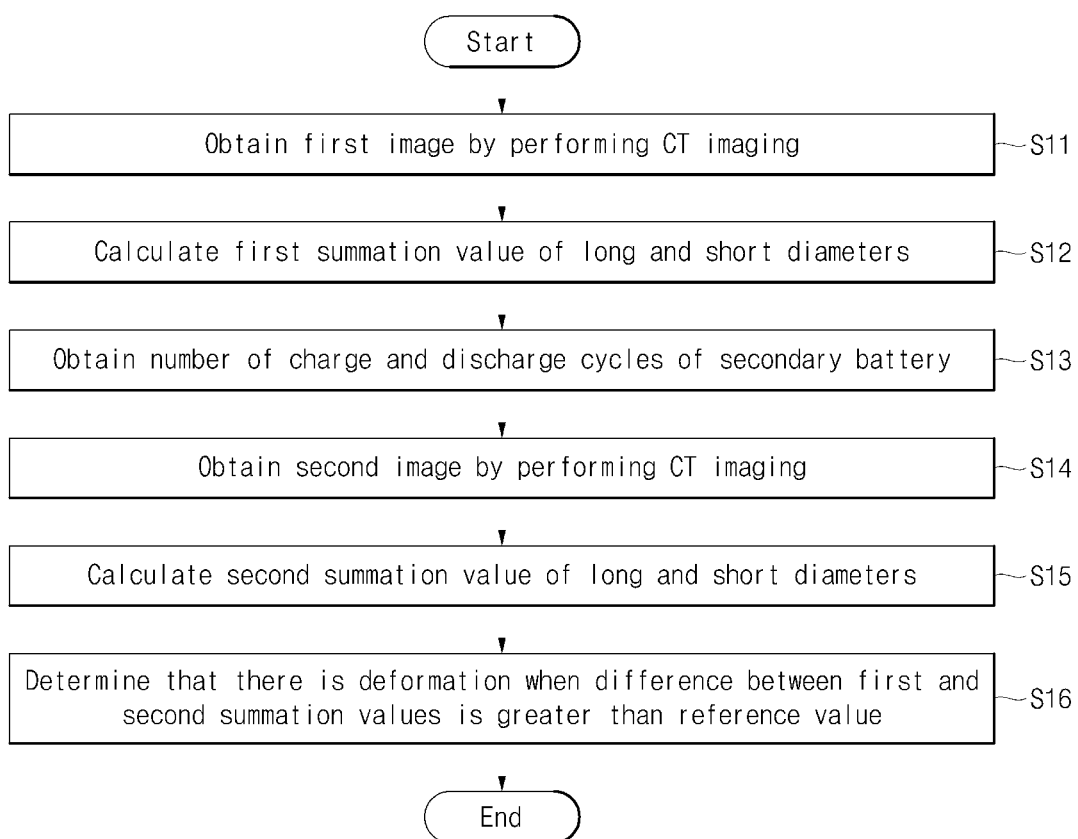 Start
Obtain first image by performing CT imaging
S11
Calculate first summation value of long and short diameters
S12
Obtain number of charge and discharge cycles of secondary battery
S13
Obtain second image by performing CT imaging
S14
Calculate second summation value of long and short diameters
S15
Determine that there is deformation when difference between first and
second summation values is greater than reference value
S16
End